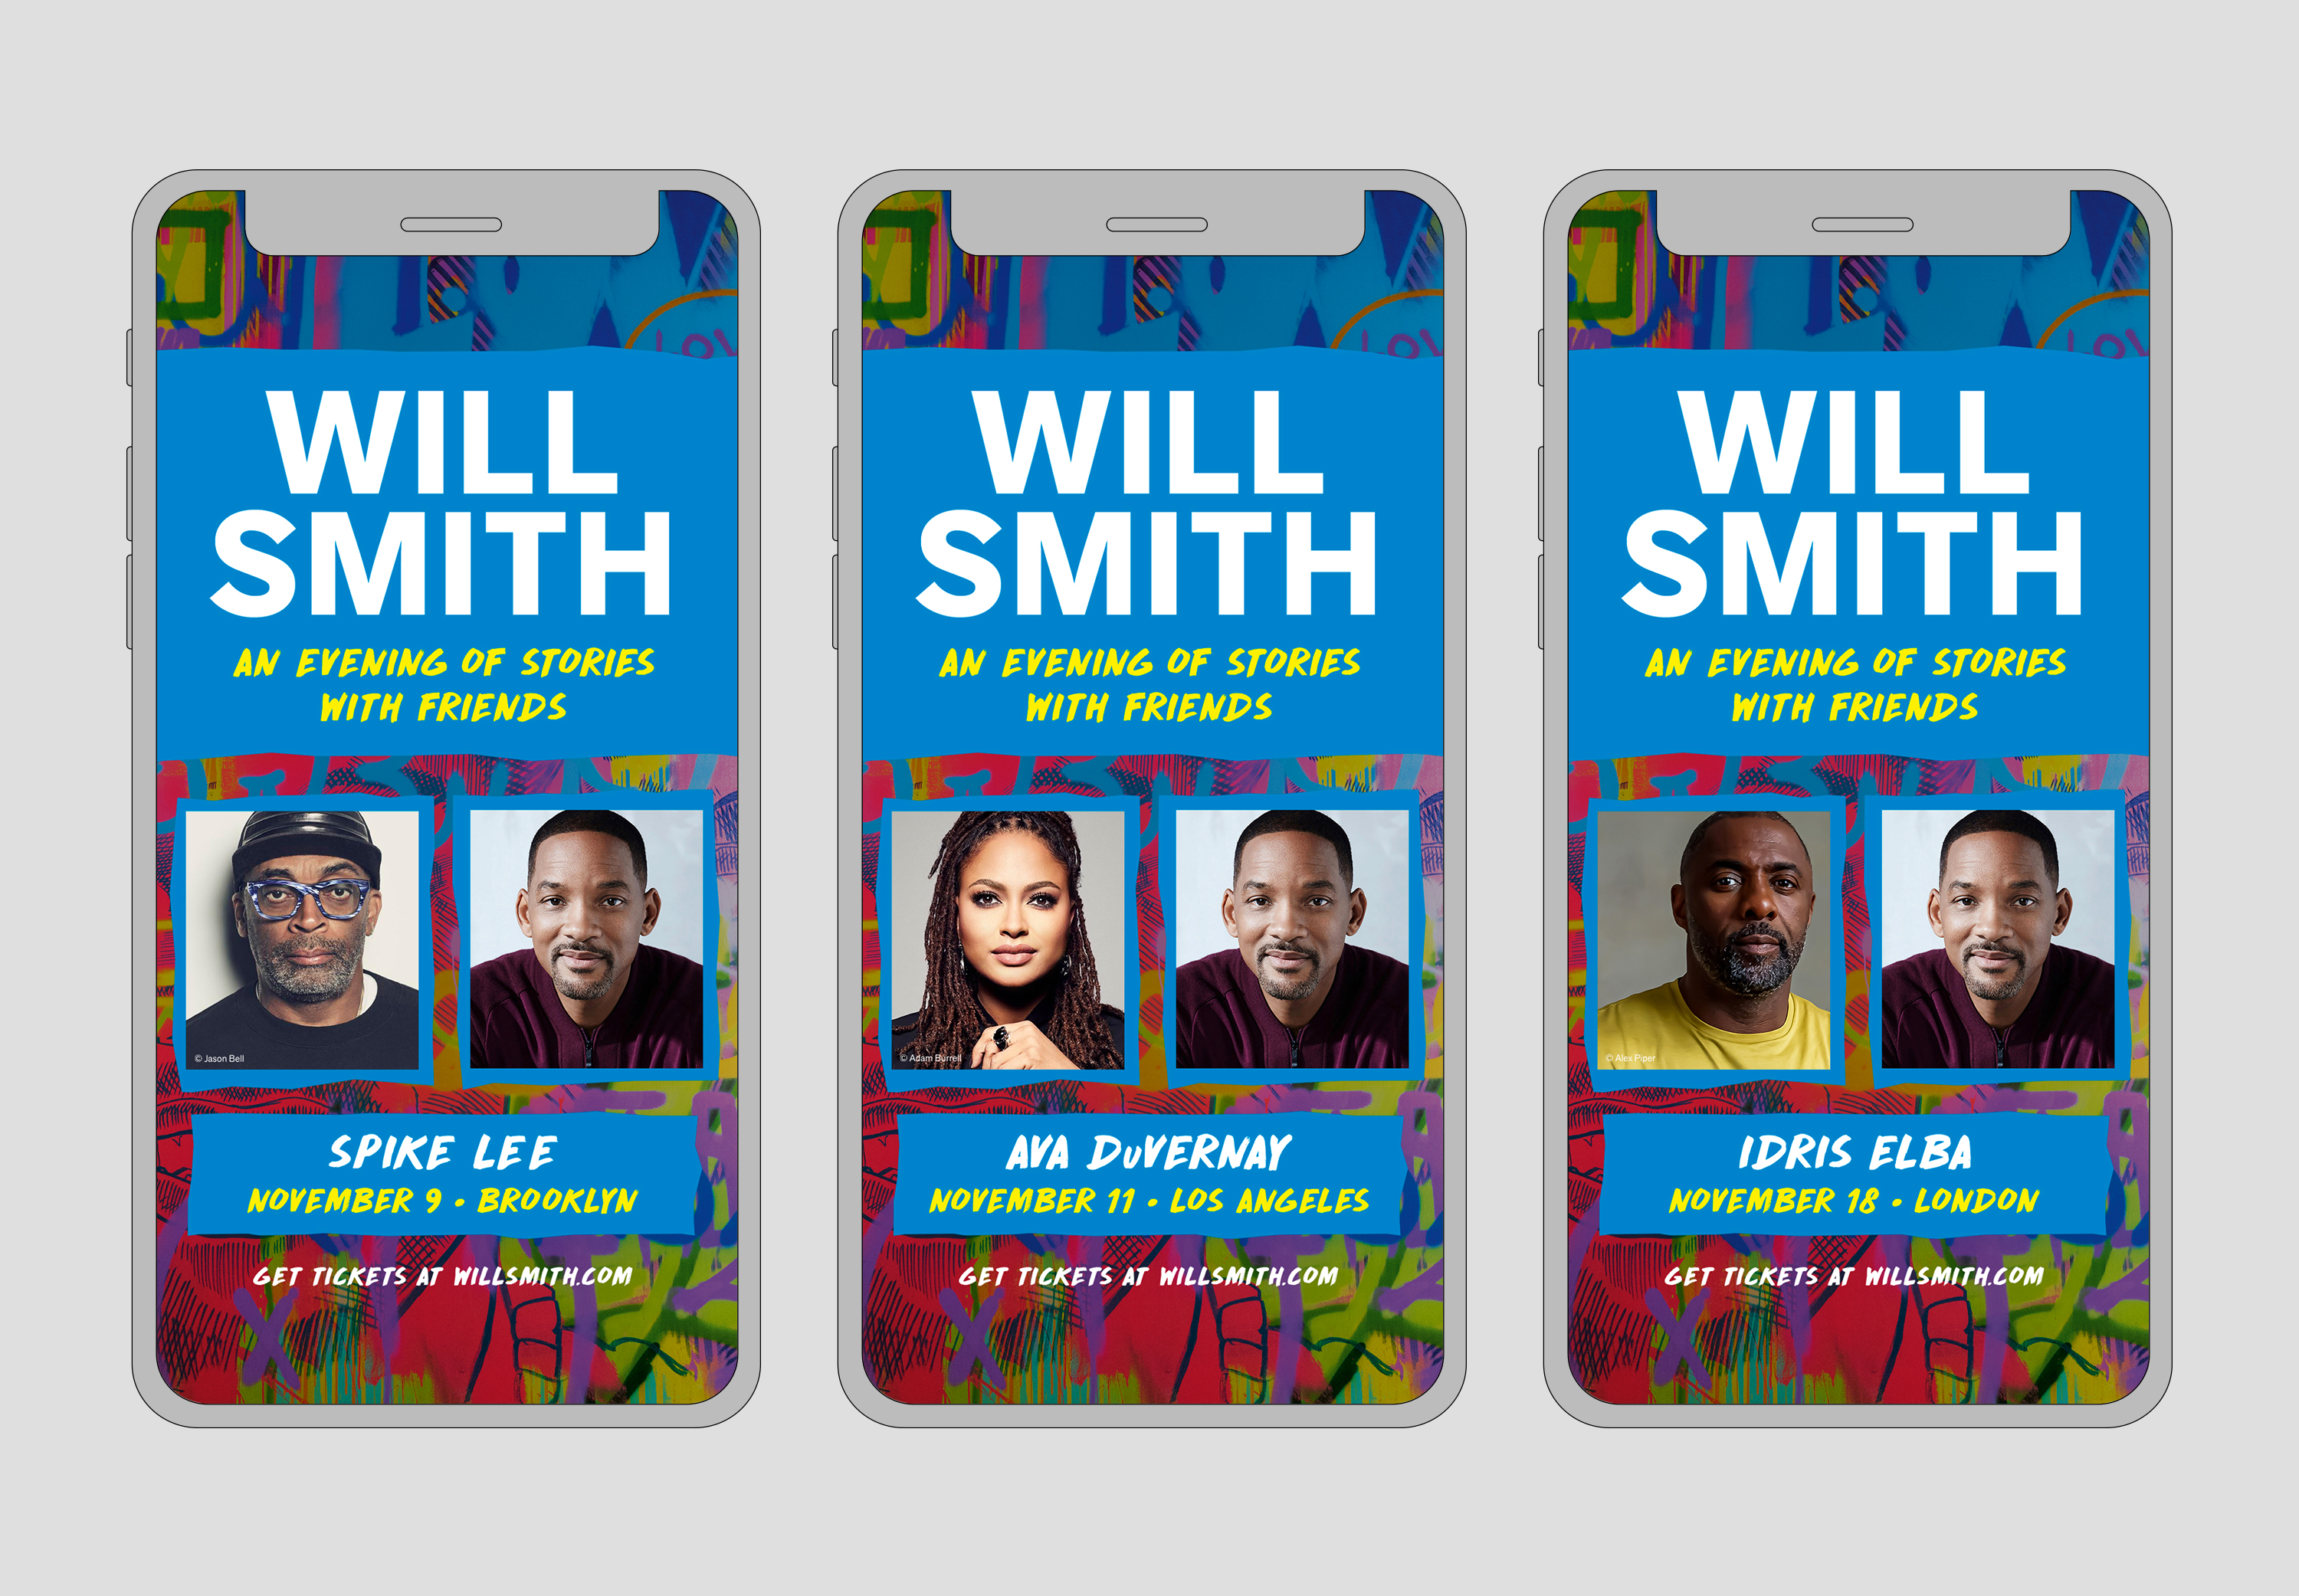 WILL
SMITH
AN EVENING OF STORIES
WITH FRIENDS
© Jason Bell
SPIKE LEE
NOVEMBER 9 • BROOKLYN
GET TICKETS AT WILLSMITH.COM
LOV
WILL
SMITH
AN EVENING OF STORIES
WITH FRIENDS
© Adam Burrell
AVA DuVERNAY
NOVEMBER 11 • LOS ANGELES
GET TICKETS AT WILLSMITH.COM
LOV
WILL
SMITH
AN EVENING OF STORIES
WITH FRIENDS
© Alex Piper
IDRIS ELBA
NOVEMBER 18 • LONDON
GET TICKETS AT WILLSMITH.COM
LOV